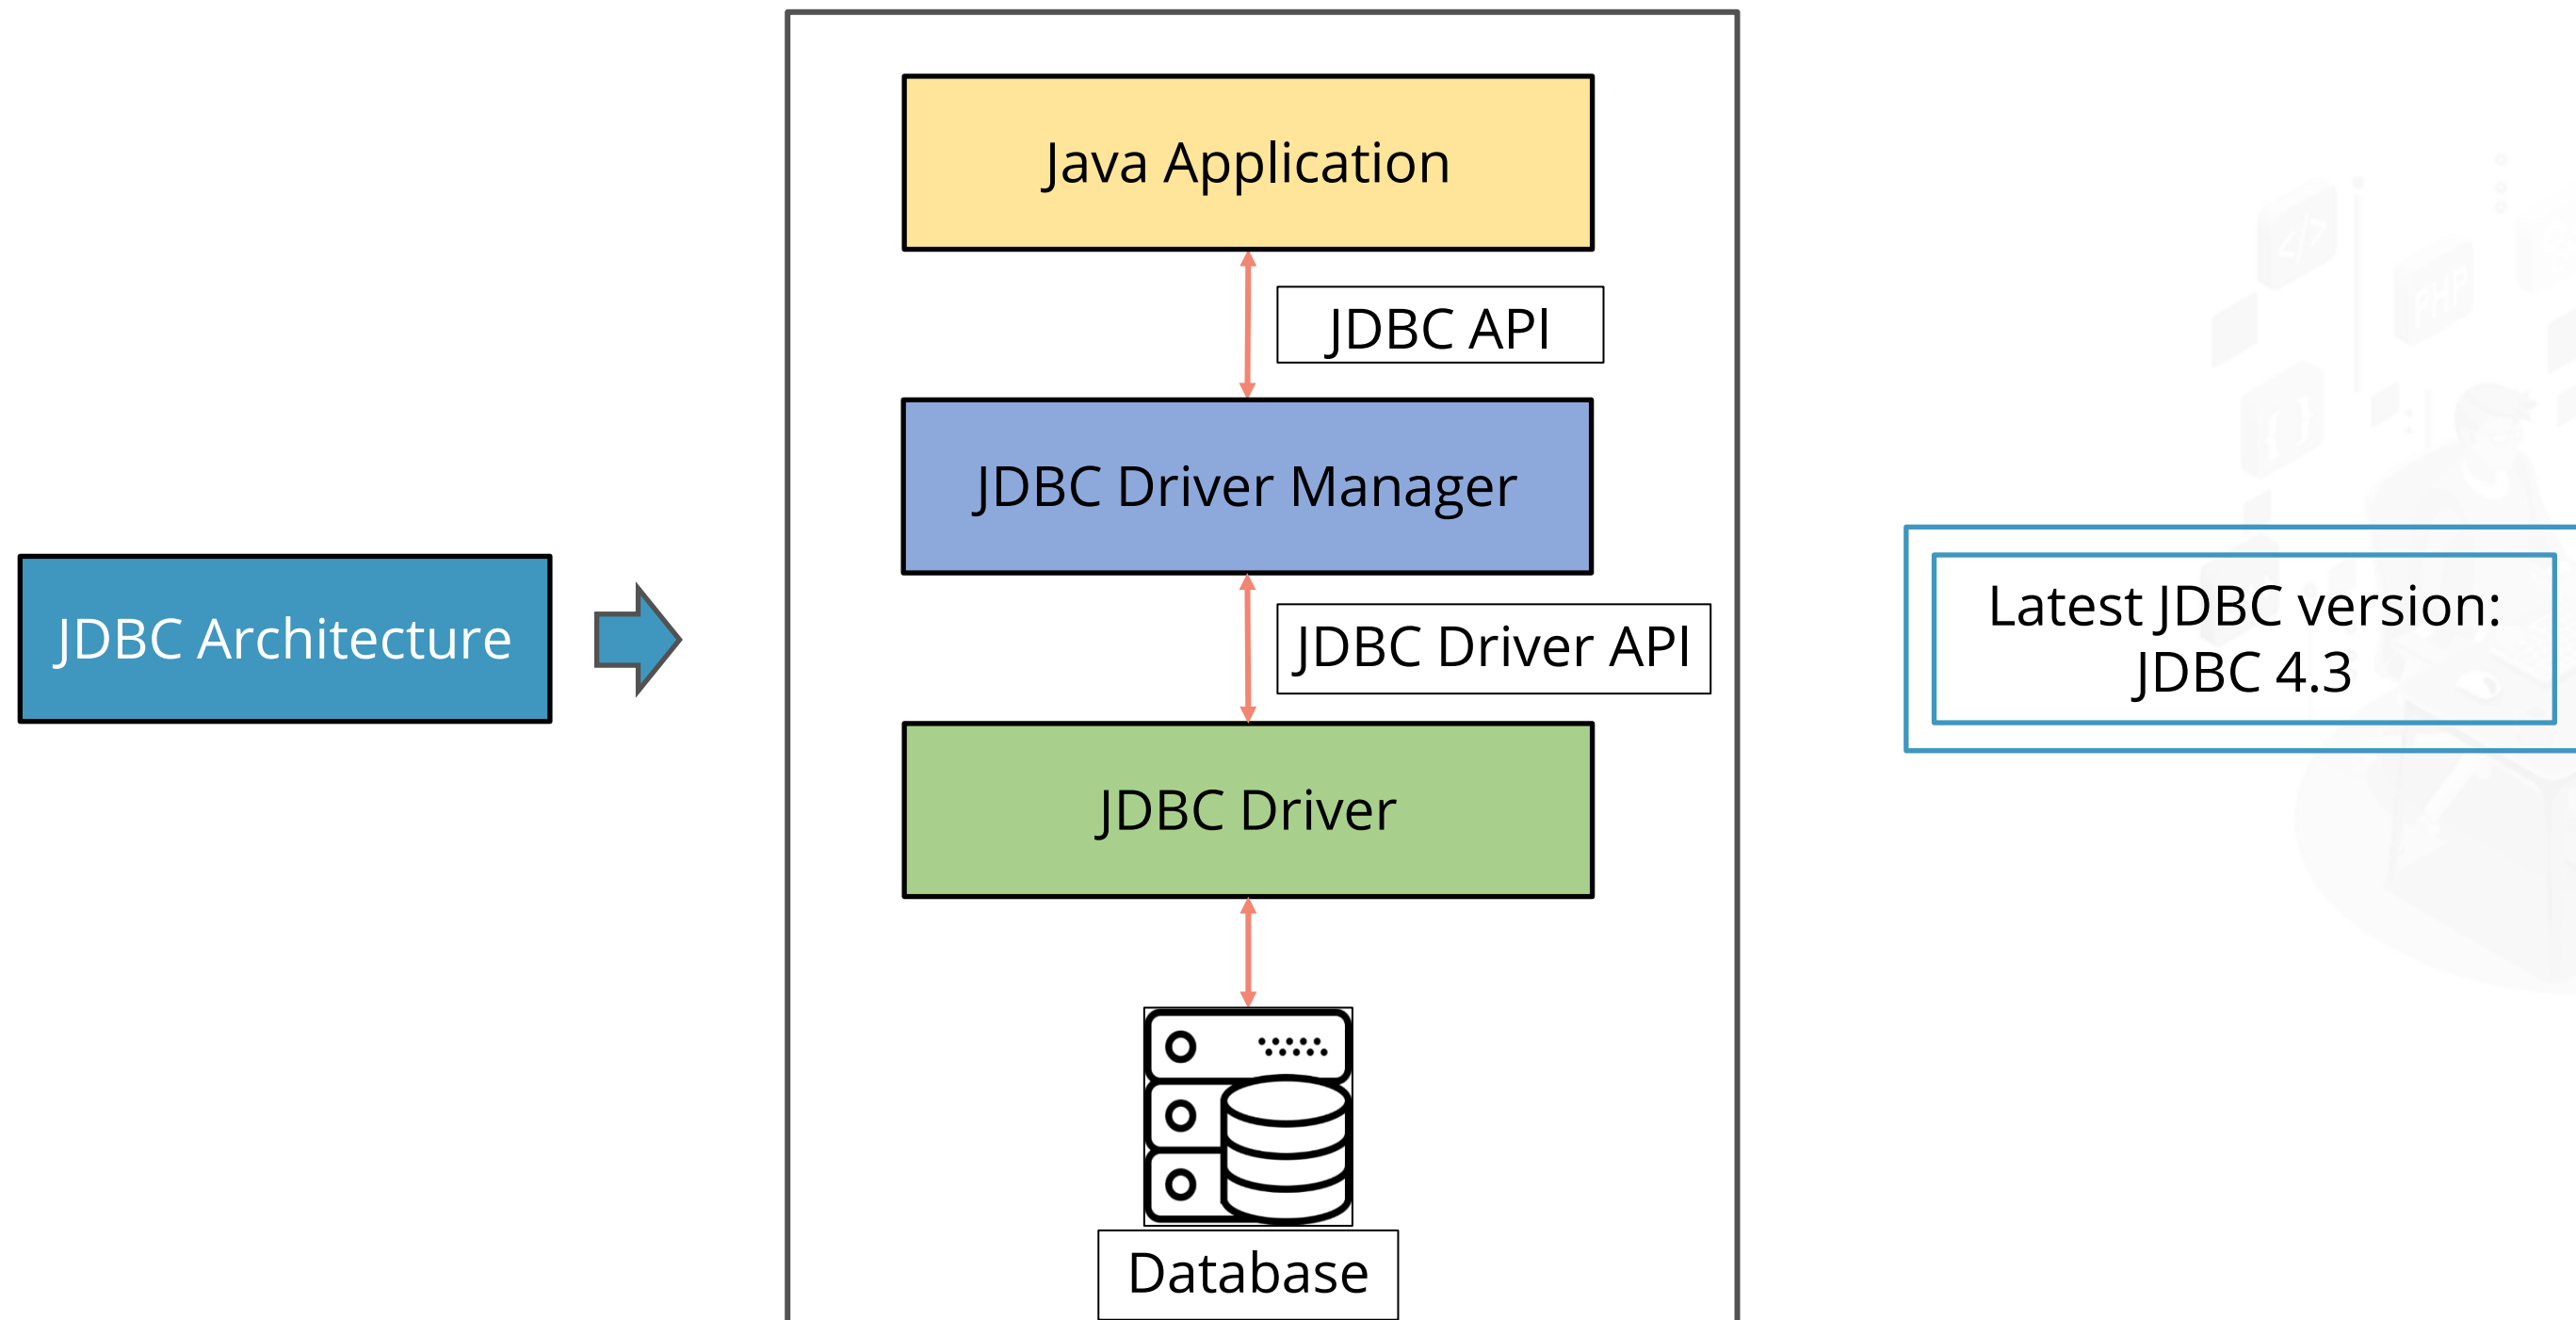 Java Application
JDBC API
JDBC Driver Manager
JDBC Architecture
JDBC Driver API
Latest JDBC version:
JDBC 4.3
JDBC Driver
Database
</>
PHP
{ }